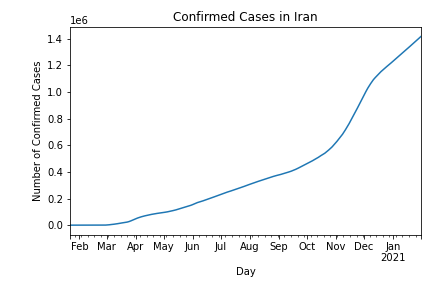 Confirmed Cases in Iran
1e6
1.4
1.2
1.0
0.8
0.6
0.4
0.2
0.0
Number of Confirmed Cases
Feb Mar Apr May Jun Jul Aug Sep Oct Nov Dec Jan
2021
Day